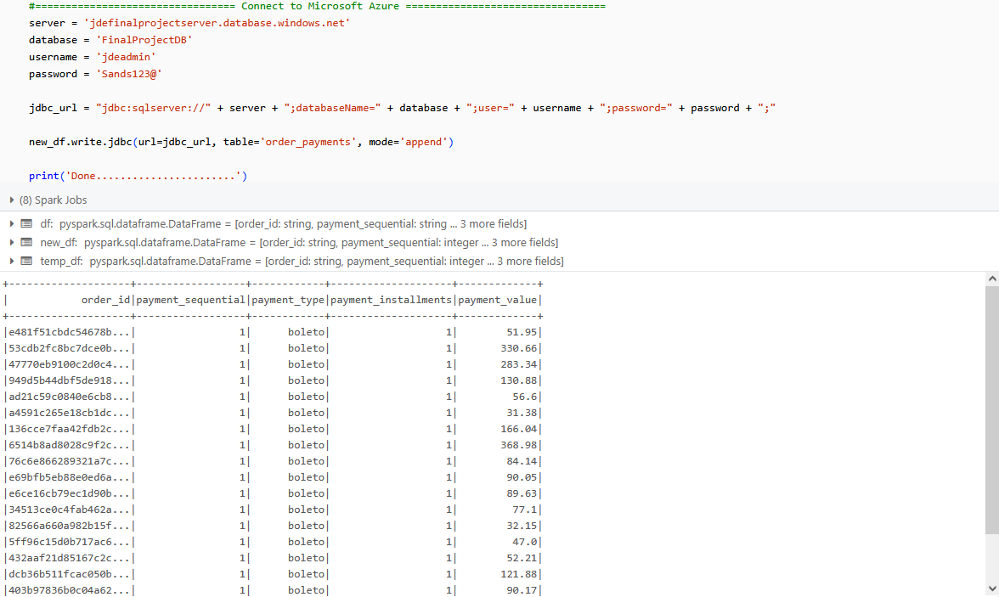 #================================= Connect to Microsoft Azure =================================
server = 'jdefinalprojectserver.database.windows.net'
database = 'FinalProjectDB'
username = 'jdeadmin'
password = 'Sands123@'
jdbc_url = "jdbc:sqlserver://" + server + ";databaseName=" + database + ";user=" + username + ";password=" + password + ";"
new_df.write.jdbc(url=jdbc_url, table='order_payments', mode='append')
print('Done.......................')
(8) Spark Jobs
df: pyspark.sql.dataframe.DataFrame = [order_id: string, payment_sequential: string ... 3 more fields]
new_df: pyspark.sql.dataframe.DataFrame = [order_id: string, payment_sequential: integer ... 3 more fields]
temp_df: pyspark.sql.dataframe.DataFrame = [order_id: string, payment_sequential: integer ... 3 more fields]
+--------------------+------------------+------------+--------------------+-------------+
|            order_id|payment_sequential|payment_type|payment_installments|payment_value|
+--------------------+------------------+------------+--------------------+-------------+
|e481f51cbdc54678b...|                 1|      boleto|                   1|        51.95|
|53cdb2fc8bc7dce0b...|                 1|      boleto|                   1|       330.66|
|47770eb9100c2d0c4...|                 1|      boleto|                   1|       283.34|
|949d5b44dbf5de918...|                 1|      boleto|                   1|       130.88|
|ad21c59c0840e6cb8...|                 1|      boleto|                   1|         56.6|
|a4591c265e18cb1dc...|                 1|      boleto|                   1|        31.38|
|136cce7faa42fdb2c...|                 1|      boleto|                   1|       166.04|
|6514b8ad8028c9f2c...|                 1|      boleto|                   1|       368.98|
|76c6e866289321a7c...|                 1|      boleto|                   1|        84.14|
|e69bfb5eb88e0ed6a...|                 1|      boleto|                   1|        90.05|
|e6ce16cb79ec1d90b...|                 1|      boleto|                   1|        89.63|
|34513ce0c4fab462a...|                 1|      boleto|                   1|         77.1|
|82566a660a982b15f...|                 1|      boleto|                   1|        32.15|
|5ff96c15d0b717ac6...|                 1|      boleto|                   1|         47.0|
|432aaf21d85167c2c...|                 1|      boleto|                   1|        52.21|
|dcb36b511fcac050b...|                 1|      boleto|                   1|       121.88|
|403b97836b0c04a62...|                 1|      boleto|                   1|        90.17|